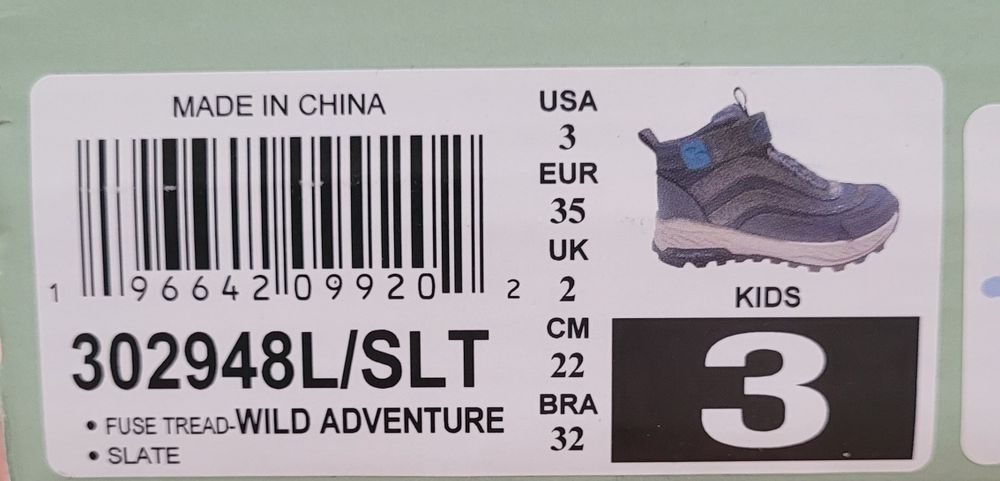 MADE IN CHINA
1 96642 09920 2
302948L/SLT
• FUSE TREAD-WILD ADVENTURE
• SLATE
USA
3
EUR
35
UK
2
CM
22
BRA
32
KIDS
3